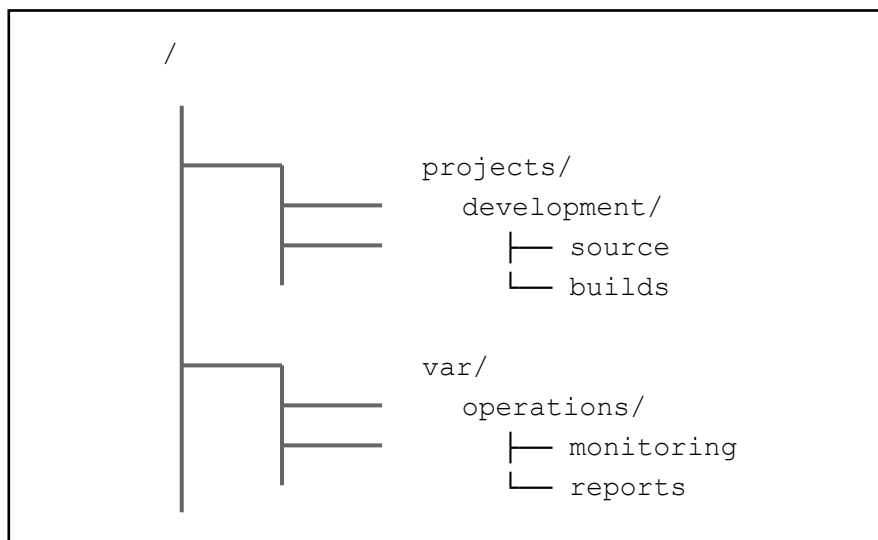 /
projects/
development/
├── source
└── builds
var/
operations/
├── monitoring
└── reports